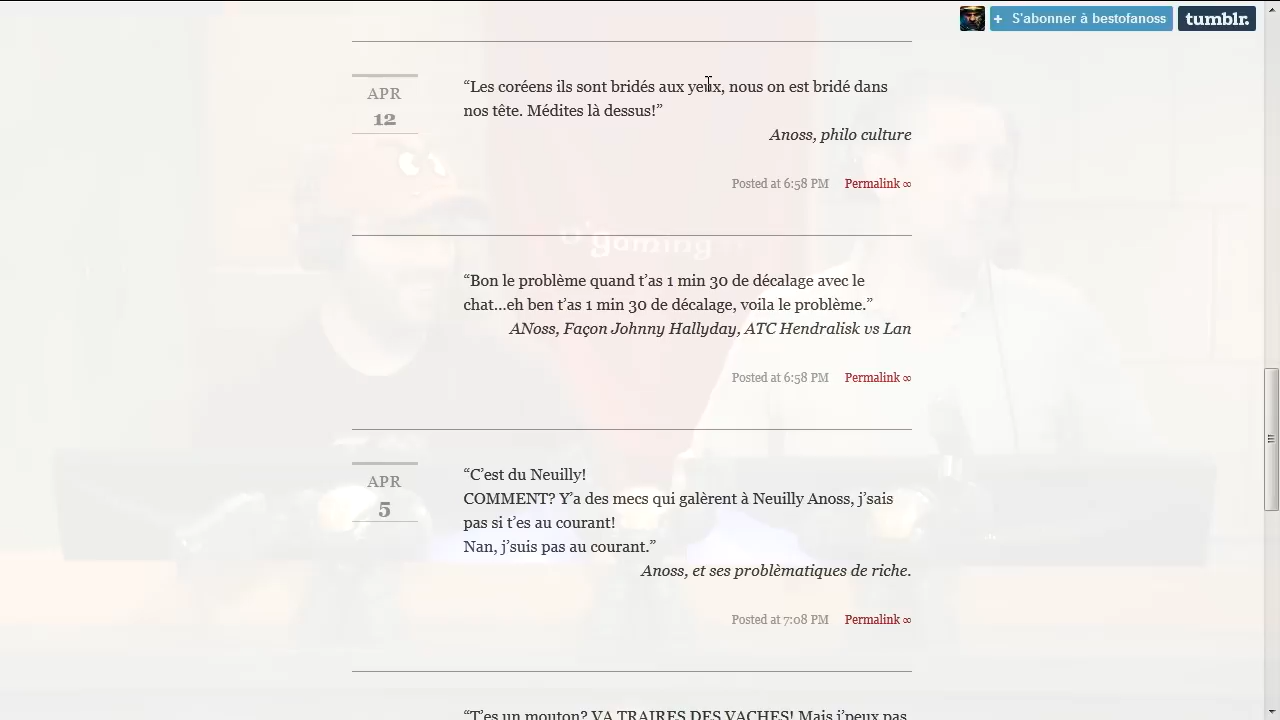 + S'abonner à bestofanoss
tumblr.
APR
12
“Les coréens ils sont bridés aux yeux, nous on est bridé dans
nos tête. Médites là dessus!”
Anoss, philo culture
Posted at 6:58 PM Permalink ∞
O'gaming
“Bon le problème quand t’as 1 min 30 de décalage avec le
chat...eh ben t’as 1 min 30 de décalage, voila le problème.”
ANoss, Façon Johnny Hallyday, ATC Hendralisk vs Lan
Posted at 6:58 PM Permalink ∞
APR
5
“C’est du Neuilly!
COMMENT? Y’a des mecs qui galèrent à Neuilly Anoss, j’sais
pas si t’es au courant!
Nan, j’suis pas au courant.”
Anoss, et ses problèmatiques de riche.
Posted at 7:08 PM Permalink ∞
“T’es un mouton? VA TRAIRES DES VACHES! Mais j’peux pas